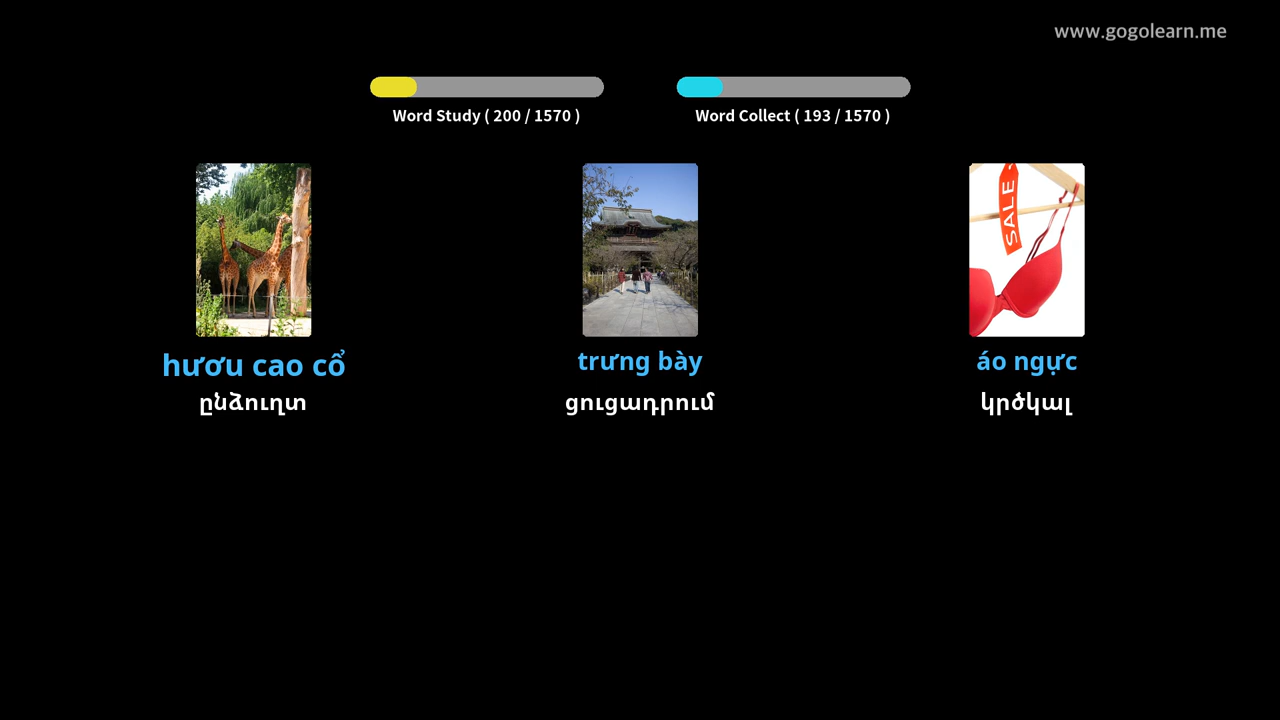 www.gogolearn.me
Word Study ( 200 / 1570 )
Word Collect ( 193 / 1570 )
SALE
hươu cao cổ
trưng bày
áo ngực
ընձուղտ
ցուցադրում
կրծկալ